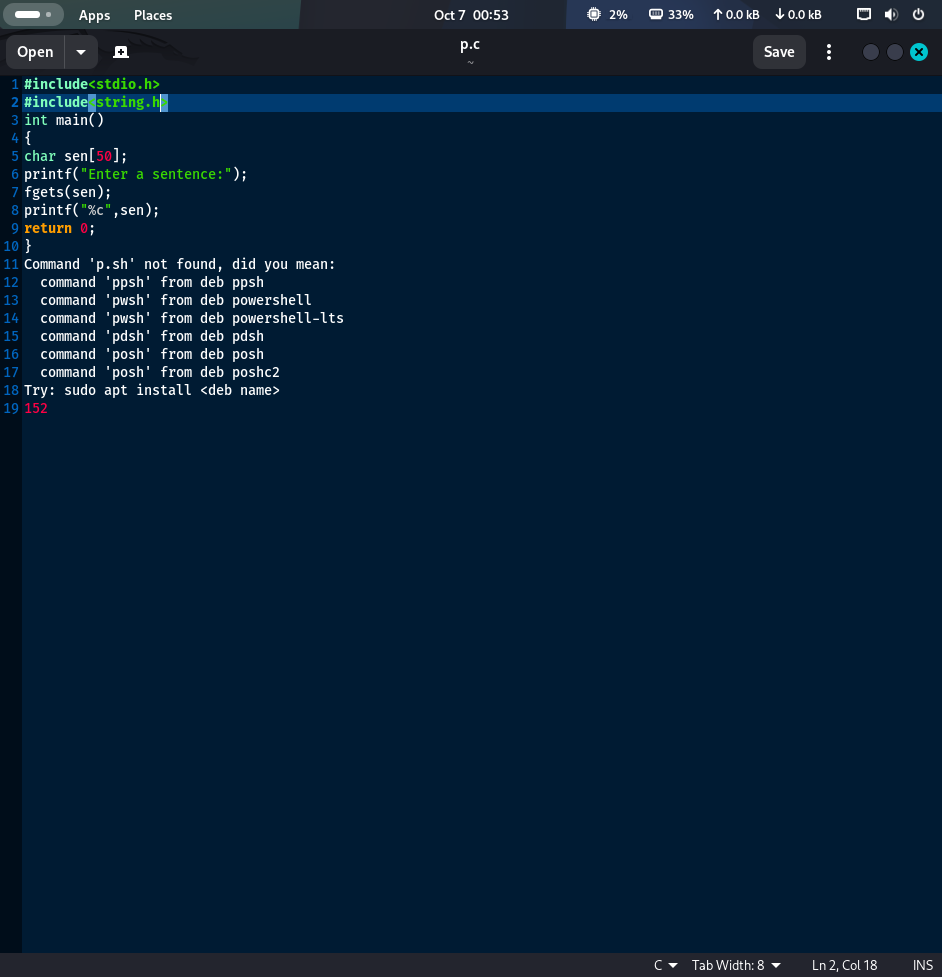 Apps Places Oct 7 00:53 2% 33% ↑ 0.0 kB ↓ 0.0 kB
Open p.c Save
~
1 #include<stdio.h>
2 #include<string.h>
3 int main()
4 {
5 char sen[50];
6 printf("Enter a sentence:");
7 fgets(sen);
8 printf("%c",sen);
9 return 0;
10 }
11 Command 'p.sh' not found, did you mean:
12   command 'ppsh' from deb ppsh
13   command 'pwsh' from deb powershell
14   command 'pwsh' from deb powershell-lts
15   command 'pdsh' from deb pdsh
16   command 'posh' from deb posh
17   command 'posh' from deb poshc2
18 Try: sudo apt install <deb name>
19 152
C Tab Width: 8 Ln 2, Col 18 INS